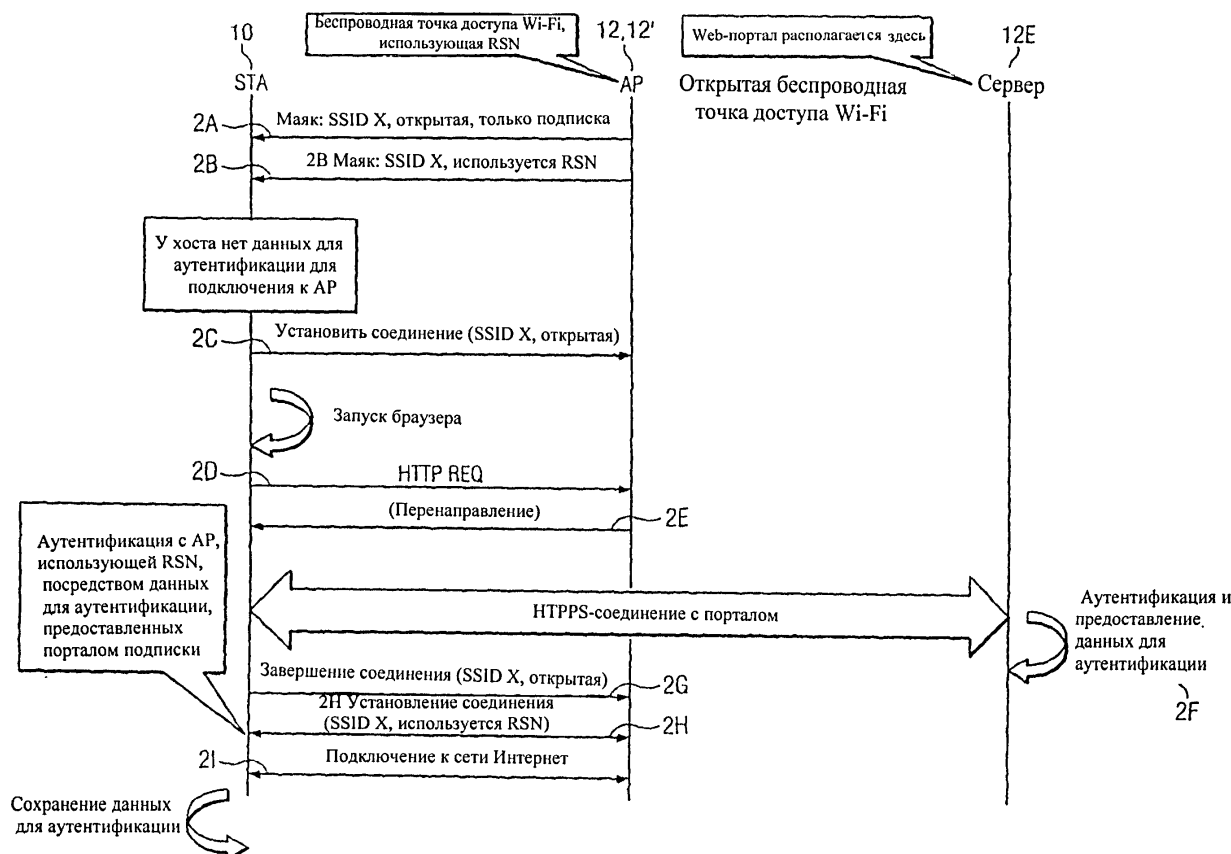 10
Беспроводная точка доступа Wi-Fi,
использующая RSN
12,12'
Web-портал располагается здесь
12E
STA
AP
Открытая беспроводная
точка доступа Wi-Fi
Сервер
2A
Маяк: SSID X, открытая, только подписка
2B
2B Маяк: SSID X, используется RSN
У хоста нет данных для
аутентификации для
подключения к AP
2C
Установить соединение (SSID X, открытая)
Запуск браузера
2D
HTTP REQ
(Перенаправление)
2E
Аутентификация с AP,
использующей RSN,
посредством данных
для аутентификации,
предоставленных
порталом подписки
HTPPS-соединение с порталом
Аутентификация и
предоставление
данных для
аутентификации
2F
Завершение соединения (SSID X, открытая)
2G
2H Установление соединения
(SSID X, используется RSN)
2H
2I
Подключение к сети Интернет
Сохранение данных
для аутентификации